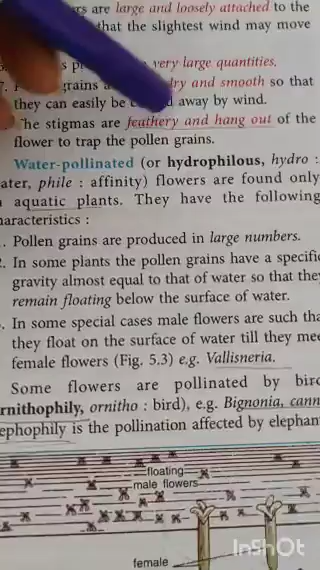 are large and loosely attached to the
that the slightest wind may move
very large quantities.
7. grains dry and smooth so that
they can easily be away by wind.
The stigmas are feathery and hang out of the
flower to trap the pollen grains.
Water-pollinated (or hydrophilous, hydro :
ater, phile : affinity) flowers are found only
aquatic plants. They have the following
haracteristics :
. Pollen grains are produced in large numbers.
2. In some plants the pollen grains have a specific
gravity almost equal to that of water so that they
remain floating below the surface of water.
. In some special cases male flowers are such tha
they float on the surface of water till they mee
female flowers (Fig. 5.3) e.g. Vallisneria.
Some flowers are pollinated by bird
rnithophily, ornitho : bird), e.g. Bignonia, cann
ephophily is the pollination affected by elephan
floating
male flowers
female
InShOt